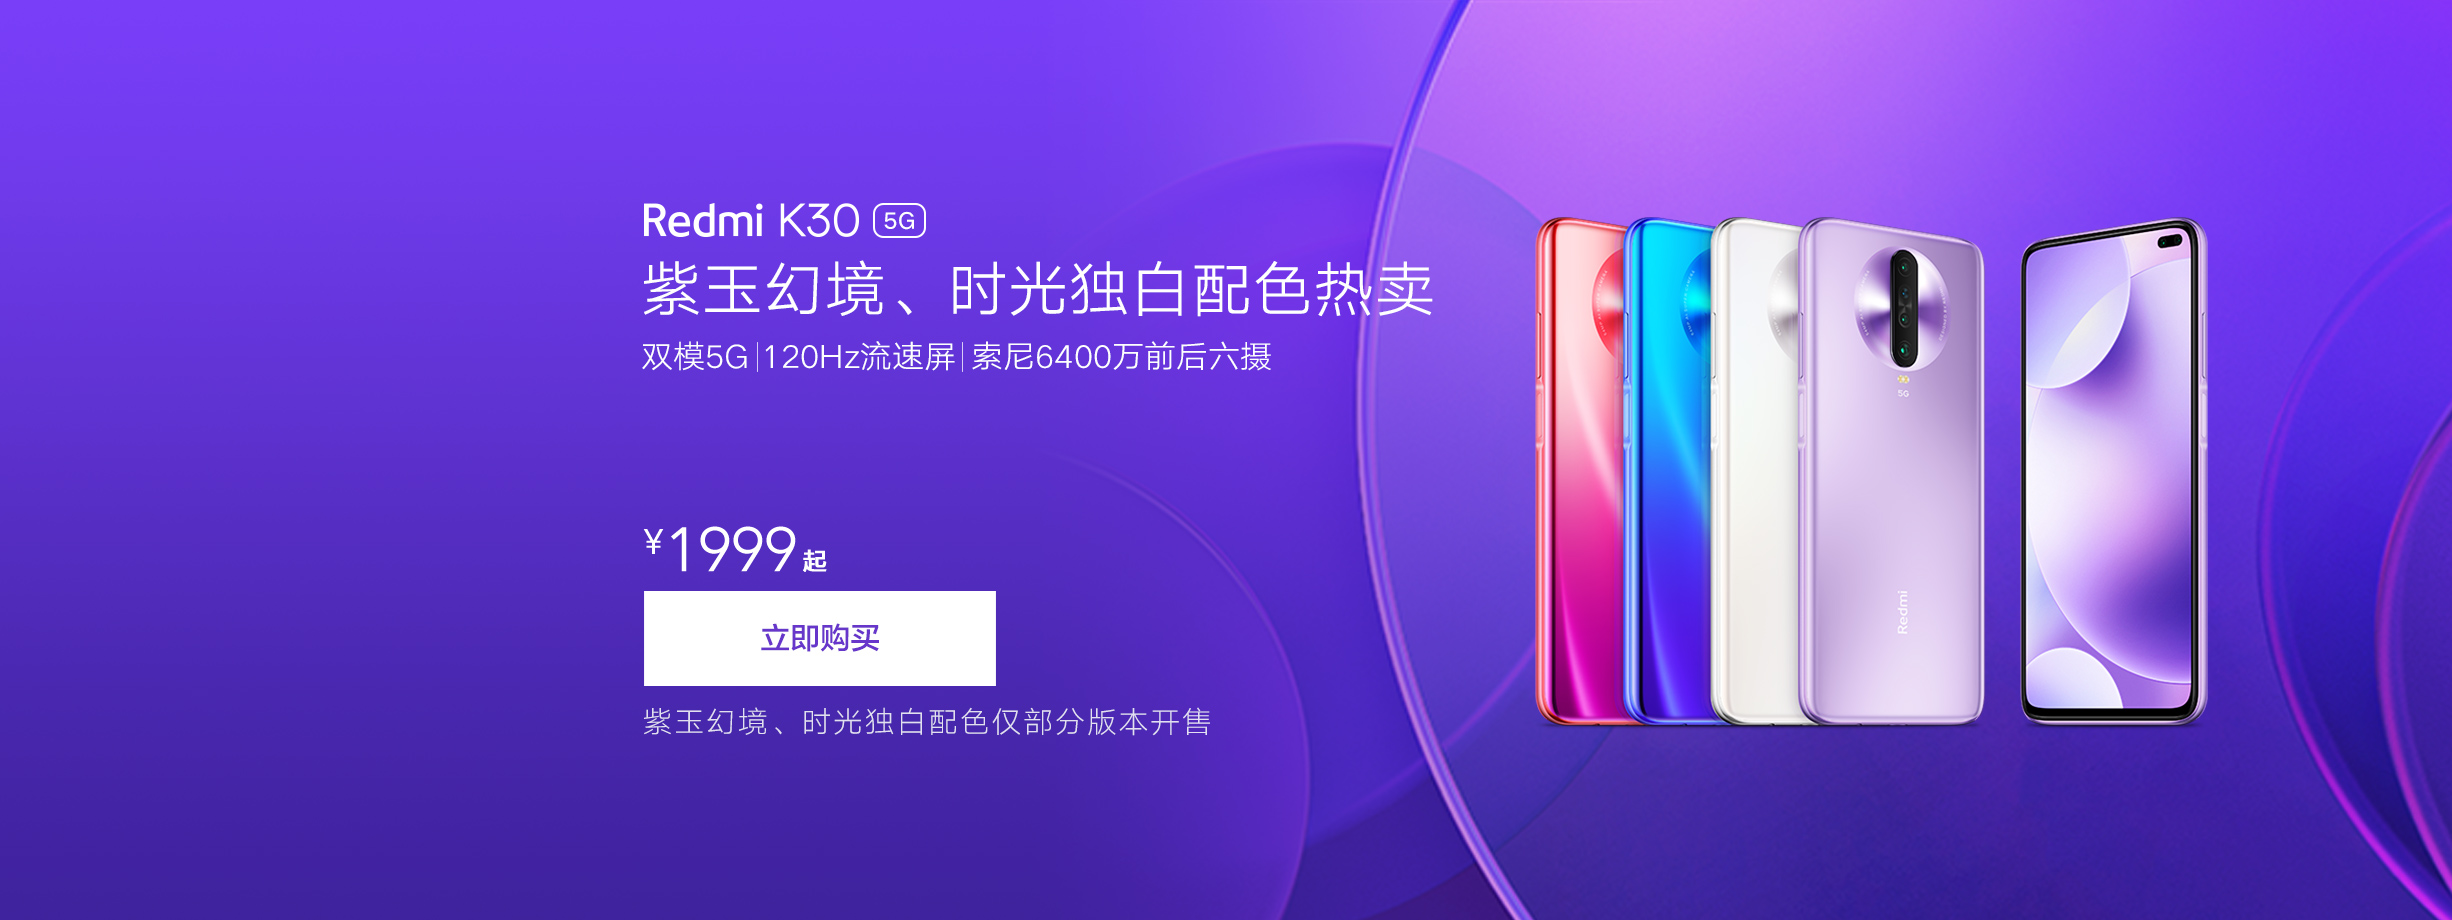 Redmi K30 5G
紫玉幻境、时光独白配色热卖
双模5G|120Hz流速屏|索尼6400万前后六摄
¥1999起
立即购买
紫玉幻境、时光独白配色仅部分版本开售
5G
Redmi